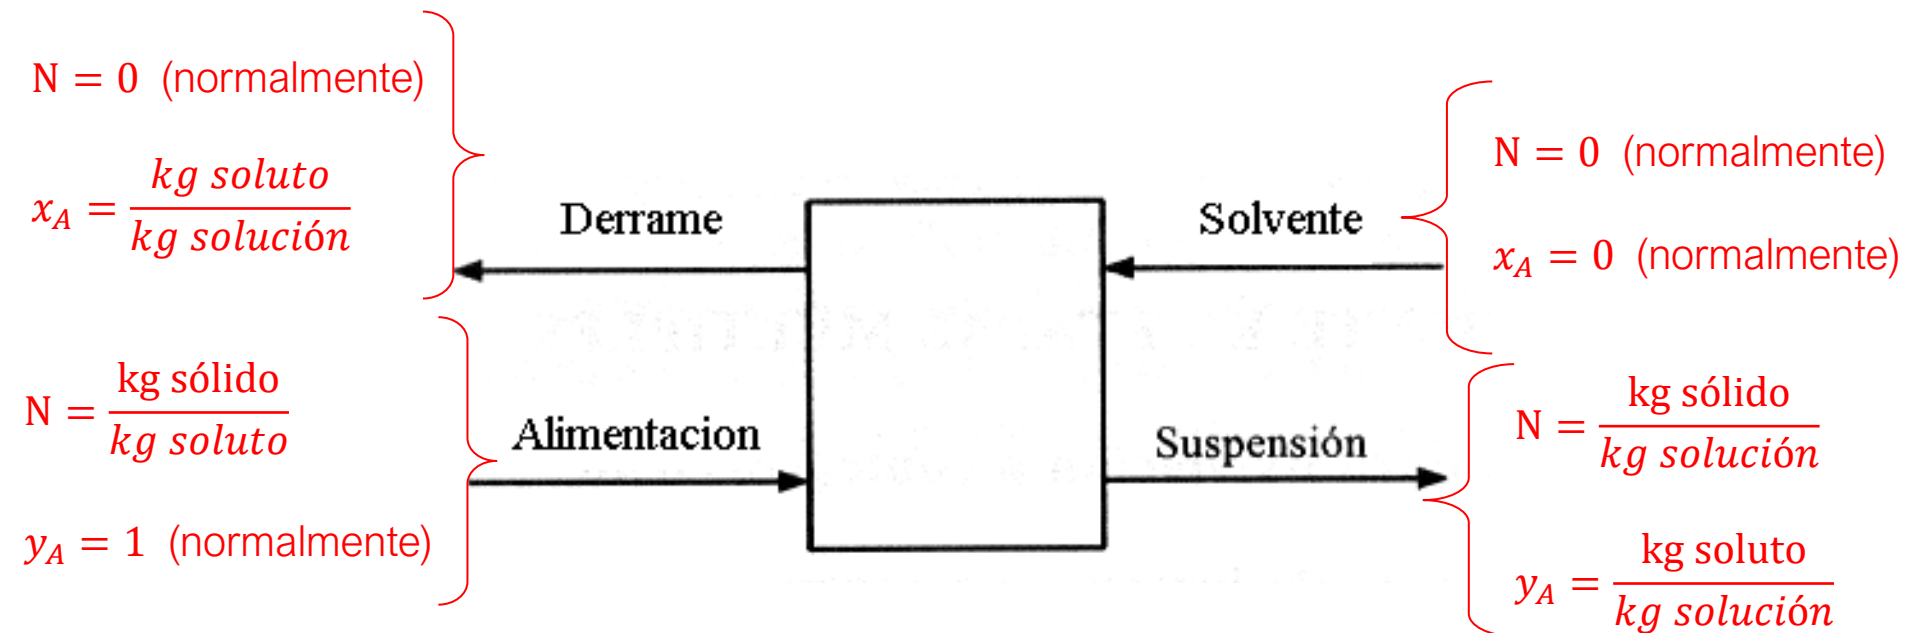 N = 0 (normalmente)
x_A = kg soluto / kg solución
Derrame
N = kg sólido / kg soluto
y_A = 1 (normalmente)
Alimentacion
Solvente
N = 0 (normalmente)
x_A = 0 (normalmente)
Suspensión
N = kg sólido / kg solución
y_A = kg soluto / kg solución